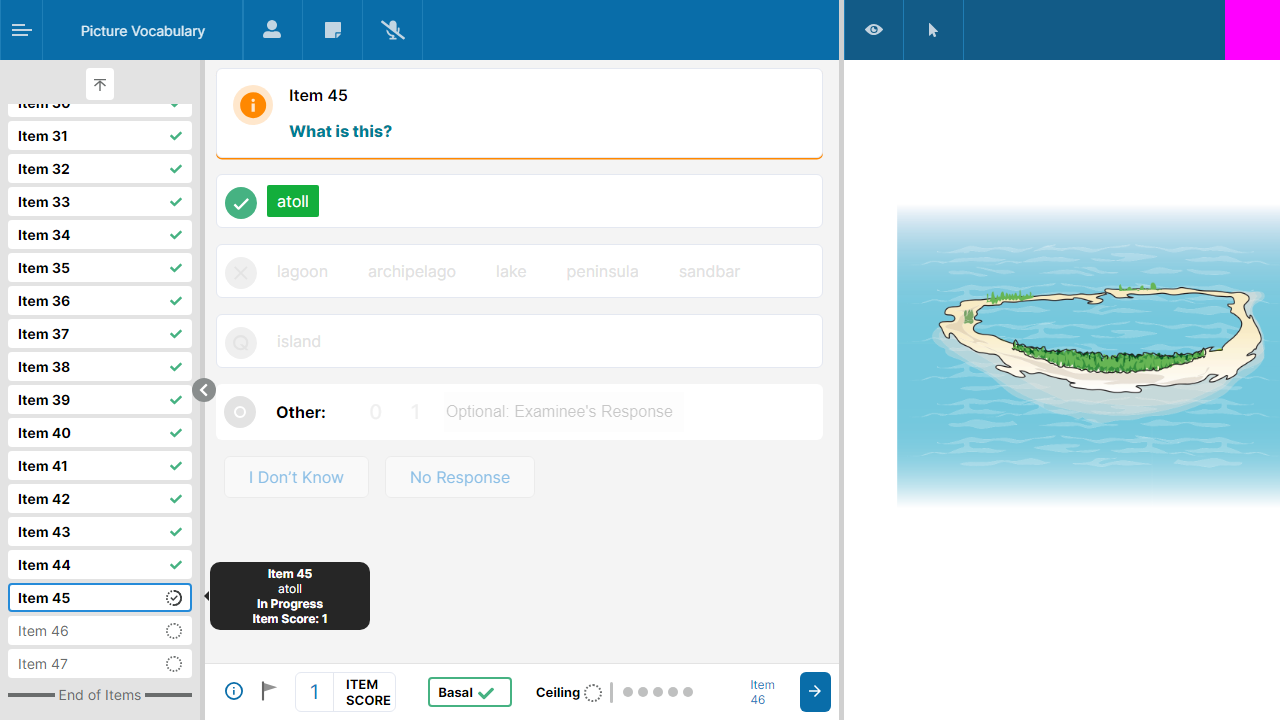 Picture Vocabulary
Item 30
Item 31
Item 32
Item 33
Item 34
Item 35
Item 36
Item 37
Item 38
Item 39
Item 40
Item 41
Item 42
Item 43
Item 44
Item 45
Item 46
Item 47
End of Items
Item 45
What is this?
atoll
lagoon archipelago lake peninsula sandbar
Q island
O Other: 0 1 Optional: Examinee's Response
I Don't Know No Response
Item 45
atoll
In Progress
Item Score: 1
1 ITEM SCORE
Basal
Ceiling
Item 46